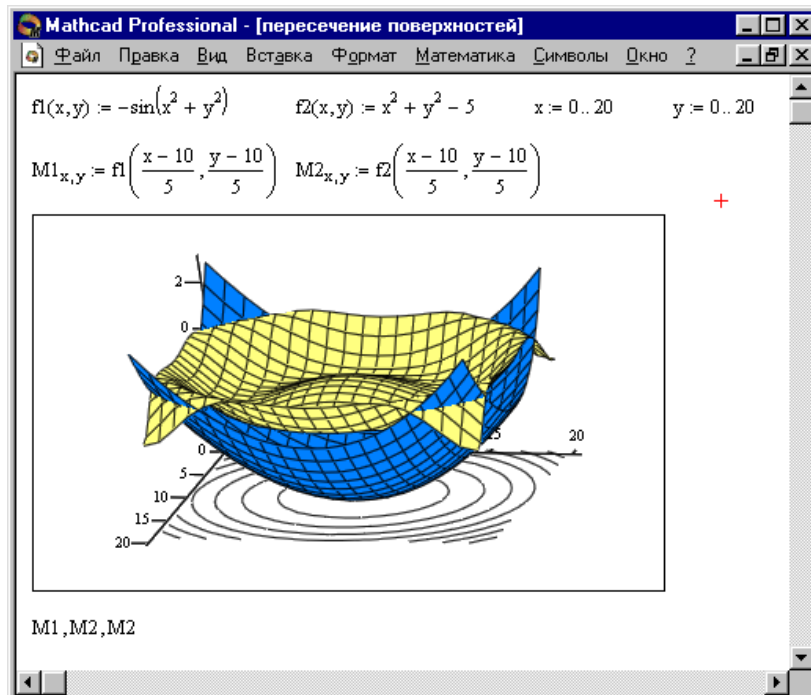 Mathcad Professional - [пересечение поверхностей]
Файл Правка Вид Вставка Формат Математика Символы Окно ?
f1(x,y) := -sin(x² + y²) f2(x,y) := x² + y² − 5 x := 0.. 20 y := 0.. 20
M1x,y := f1((x − 10)/5 , (y − 10)/5) M2x,y := f2((x − 10)/5 , (y − 10)/5)
2
0
0
5
10
15
20
20
M1,M2,M2